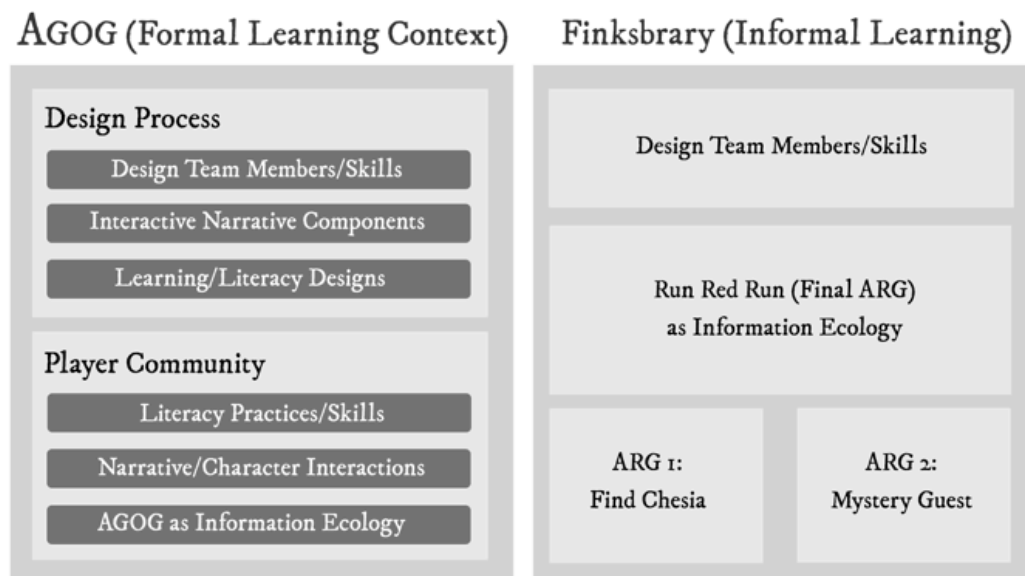 AGOG (Formal Learning Context)
Design Process
Design Team Members/Skills
Interactive Narrative Components
Learning/Literacy Designs
Player Community
Literacy Practices/Skills
Narrative/Character Interactions
AGOG as Information Ecology
Finksbrary (Informal Learning)
Design Team Members/Skills
Run Red Run (Final ARG)
as Information Ecology
ARG 1:
Find Chesia
ARG 2:
Mystery Guest